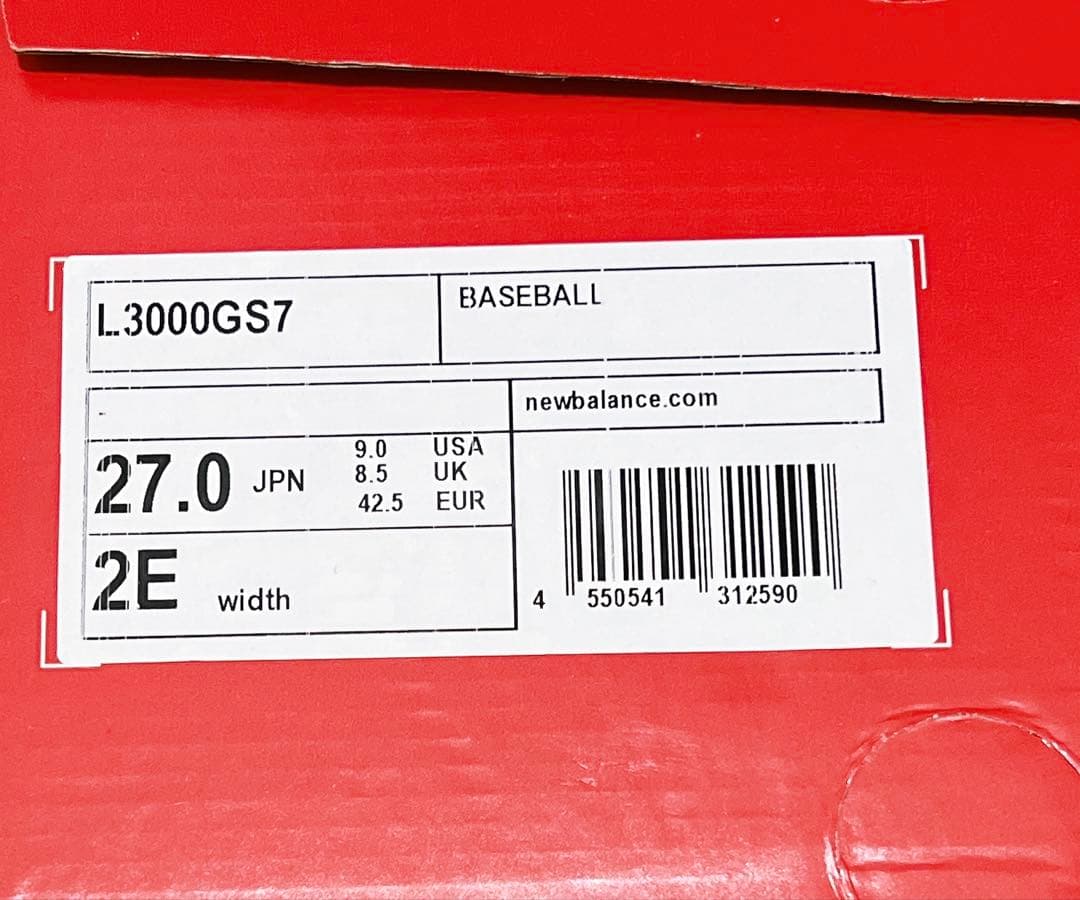 L3000GS7
BASEBALL
-
newbalance.com
27.0 JPN
9.0 USA
8.5 UK
42.5 EUR
2E width
4 550541 312590